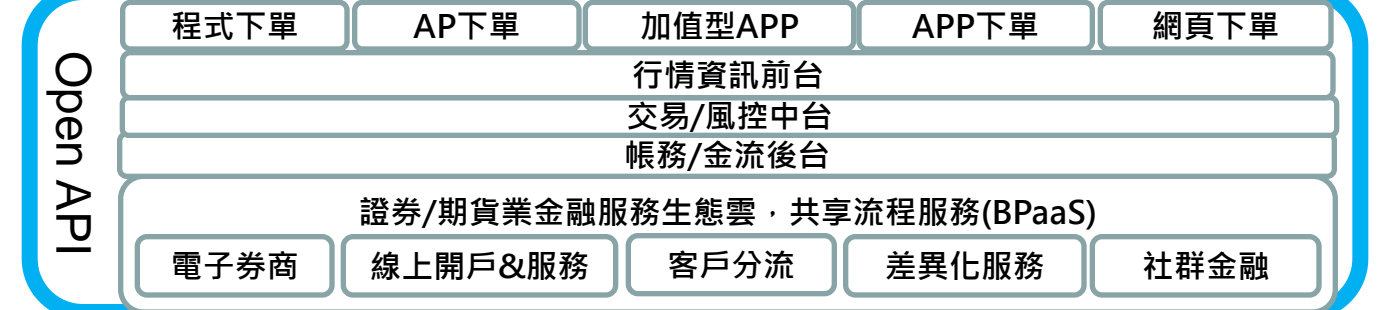 Open API
程式下單
AP下單
加值型APP
APP下單
網頁下單
行情資訊前台
交易/風控中台
帳務/金流後台
證券/期貨業金融服務生態雲，共享流程服務(BPaaS)
電子券商
線上開戶&服務
客戶分流
差異化服務
社群金融